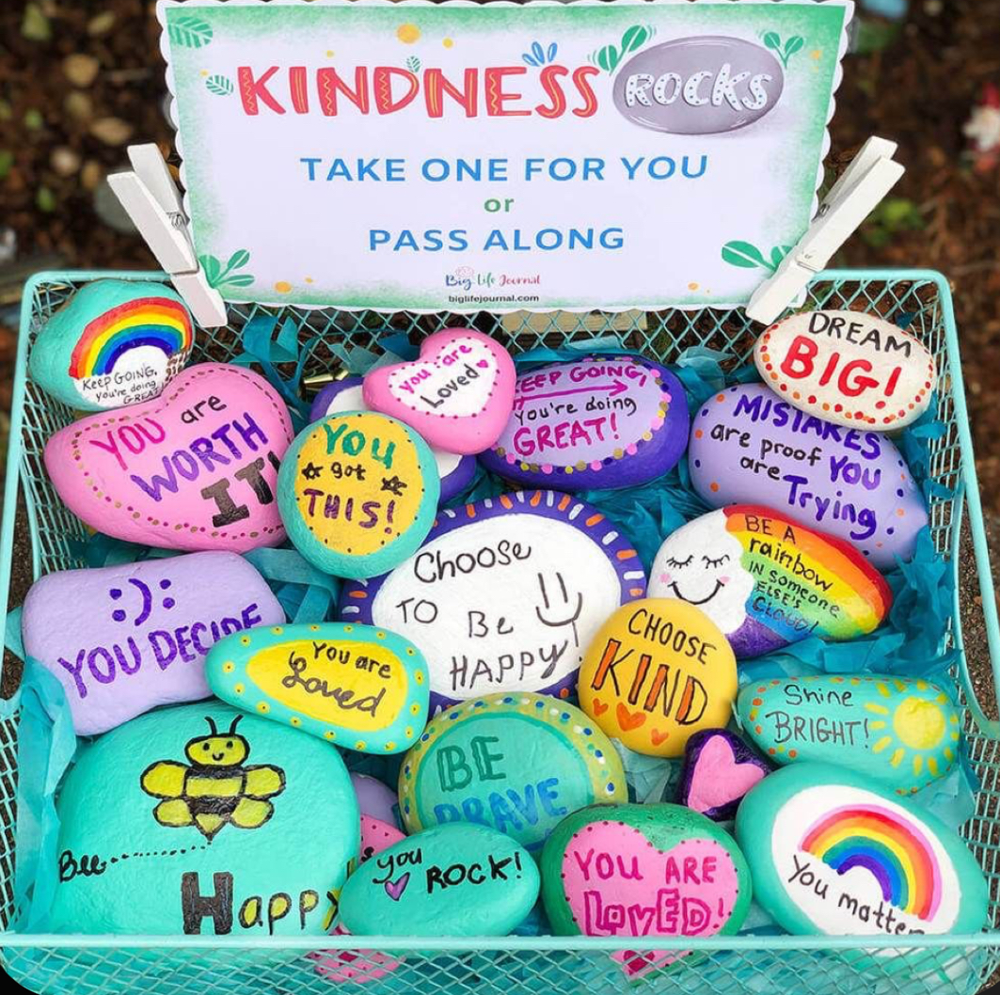 KINDNESS ROCKS
TAKE ONE FOR YOU
or
PASS ALONG
Big Life Journal
biglifejournal.com
KEEP GOING,
you're doing
GREAT!
YOU are
WORTH
IT!
YOU
got
THIS!
you are
Loved
KEEP GOING!
you're doing
GREAT!
DREAM
BIG!
MISTAKES
are proof YOU
are Trying
BE A
rainbow
IN Someone
ELSE'S
CLOUD!
Choose
TO Be
HAPPY
:):
YOU DECIDE
You are
Loved
CHOOSE
KIND
Shine
BRIGHT!
BE
BRAVE
Bee
Happy
you
ROCK!
YOU ARE
LOVED!
You matter